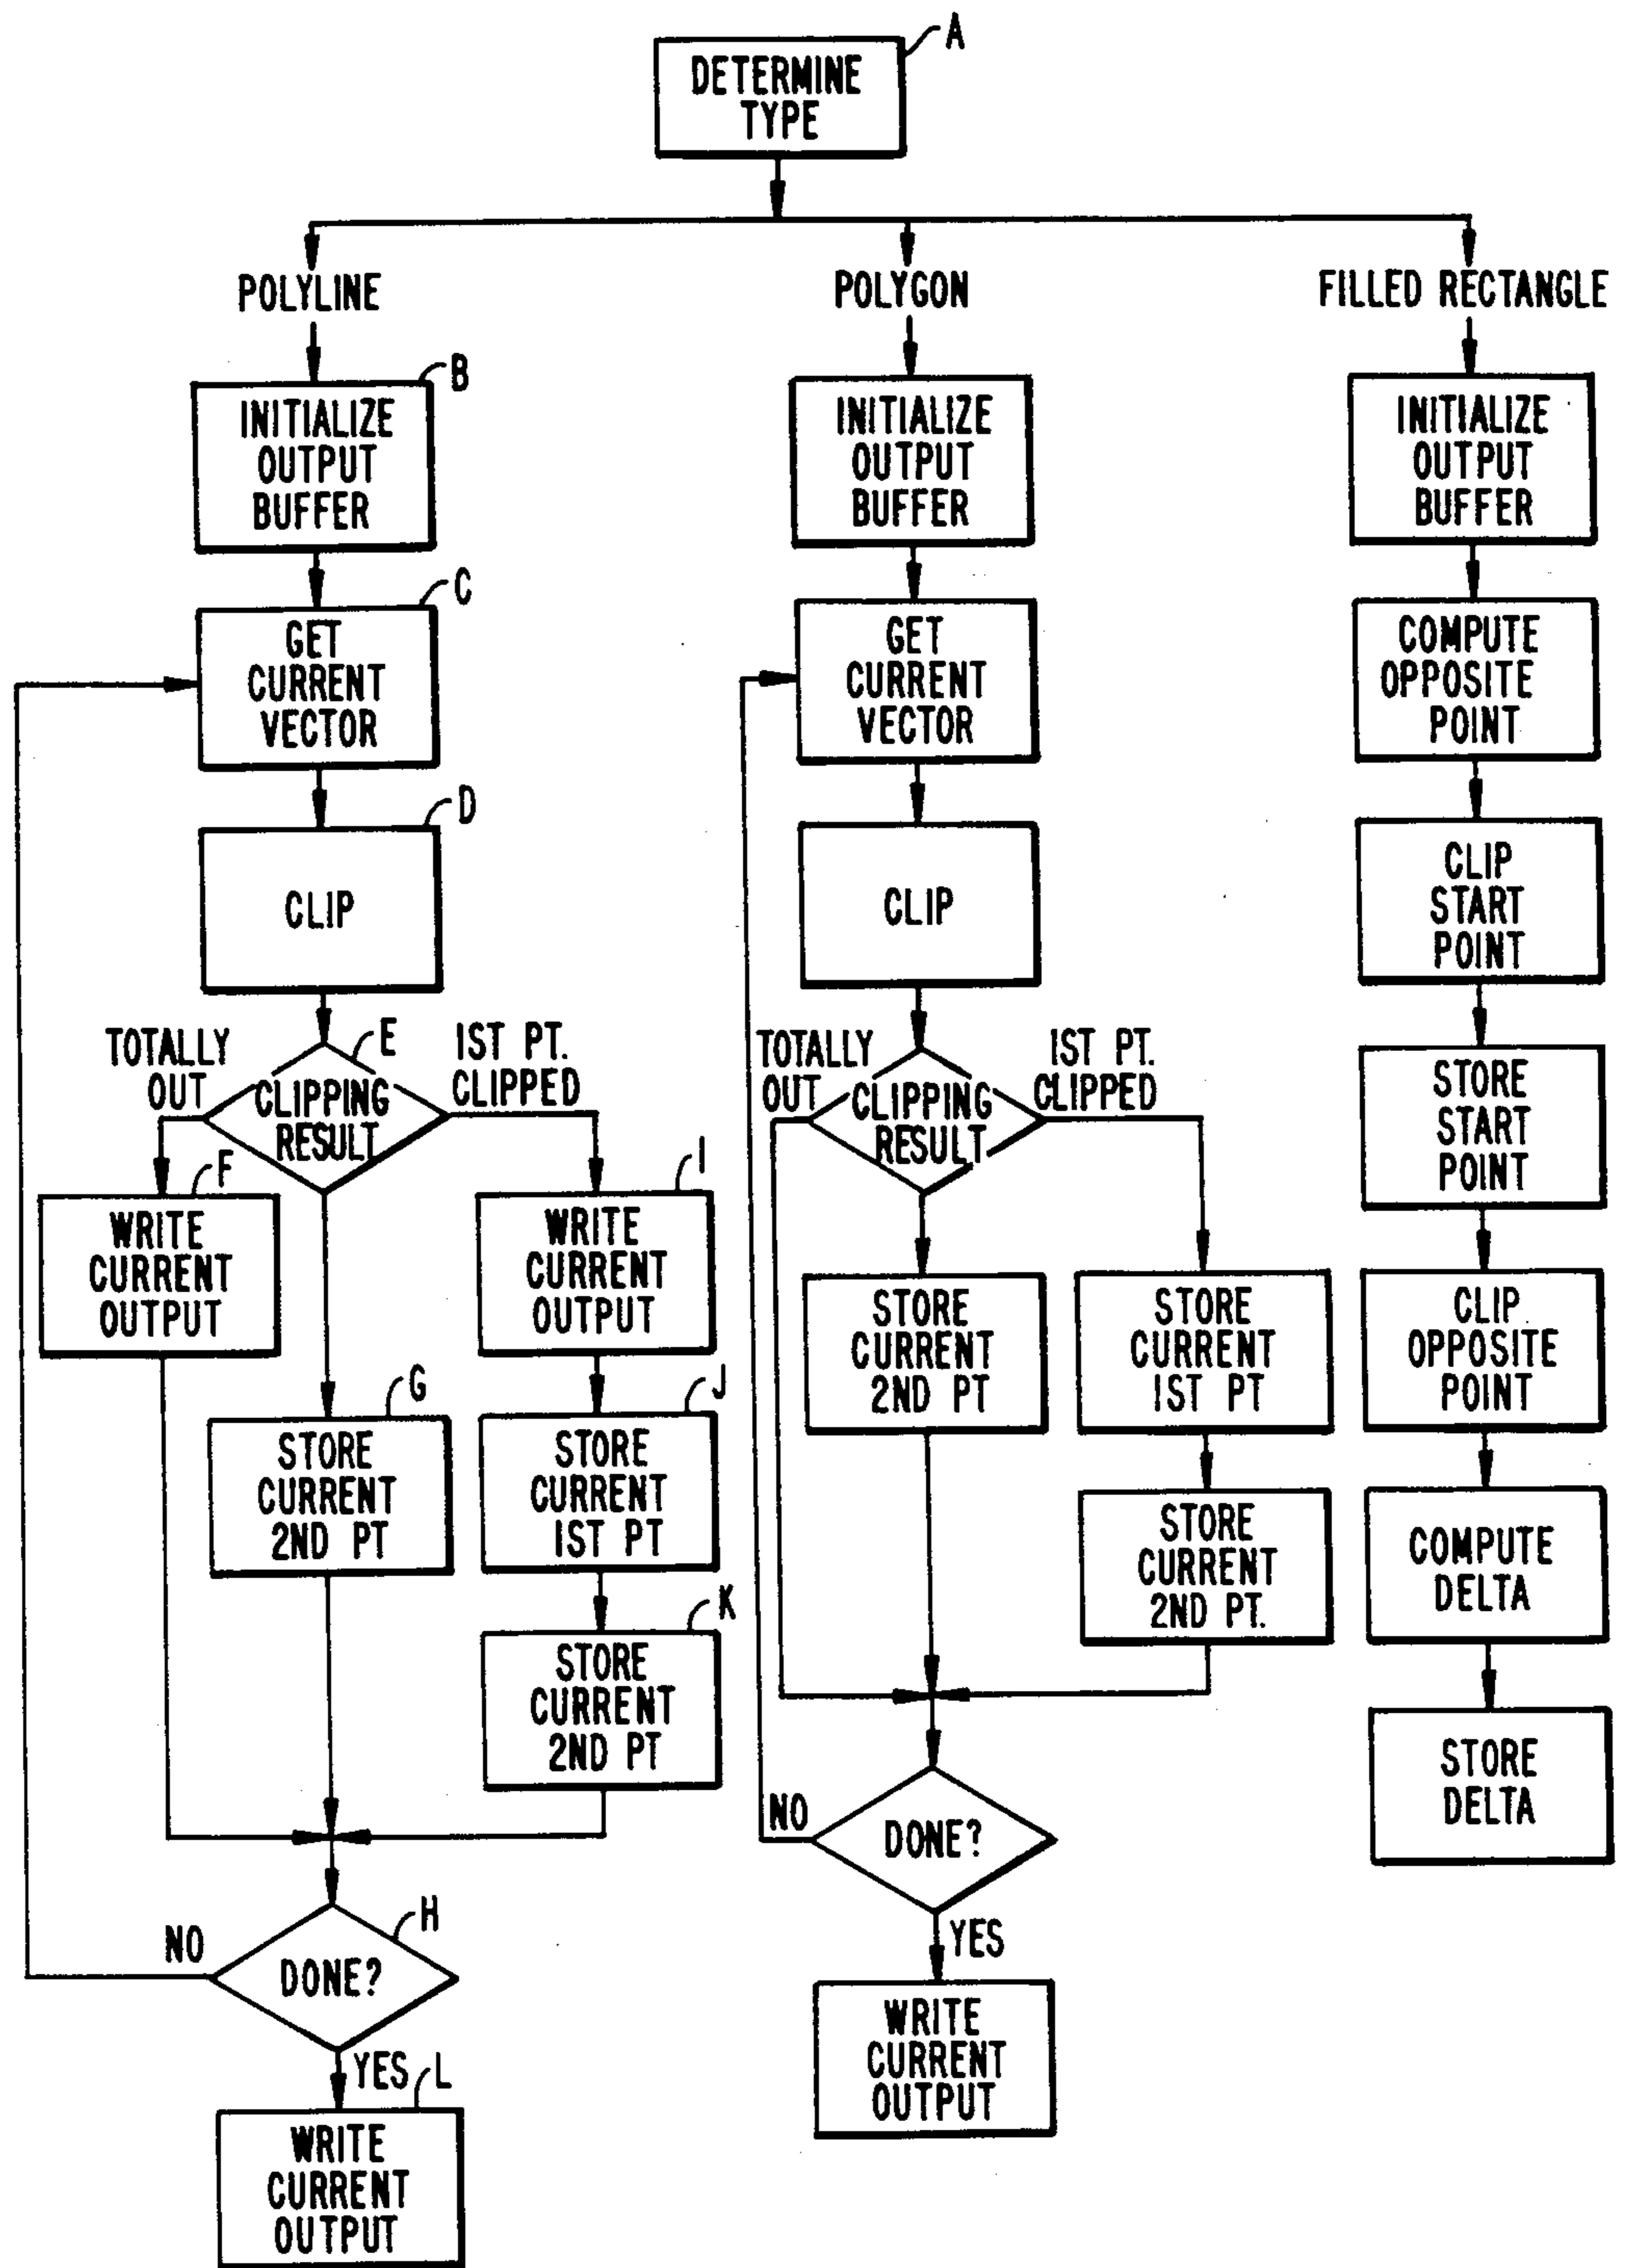 A
DETERMINE
TYPE
POLYLINE
B
INITIALIZE
OUTPUT
BUFFER
C
GET
CURRENT
VECTOR
D
CLIP
E
TOTALLY
OUT
CLIPPING
RESULT
1ST PT.
CLIPPED
F
WRITE
CURRENT
OUTPUT
G
STORE
CURRENT
2ND PT
I
WRITE
CURRENT
OUTPUT
J
STORE
CURRENT
1ST PT
K
STORE
CURRENT
2ND PT
H
DONE?
NO
YES
L
WRITE
CURRENT
OUTPUT
POLYGON
INITIALIZE
OUTPUT
BUFFER
GET
CURRENT
VECTOR
CLIP
TOTALLY
OUT
CLIPPING
RESULT
1ST PT.
CLIPPED
STORE
CURRENT
2ND PT
STORE
CURRENT
1ST PT
STORE
CURRENT
2ND PT.
NO
DONE?
YES
WRITE
CURRENT
OUTPUT
FILLED RECTANGLE
INITIALIZE
OUTPUT
BUFFER
COMPUTE
OPPOSITE
POINT
CLIP
START
POINT
STORE
START
POINT
CLIP
OPPOSITE
POINT
COMPUTE
DELTA
STORE
DELTA